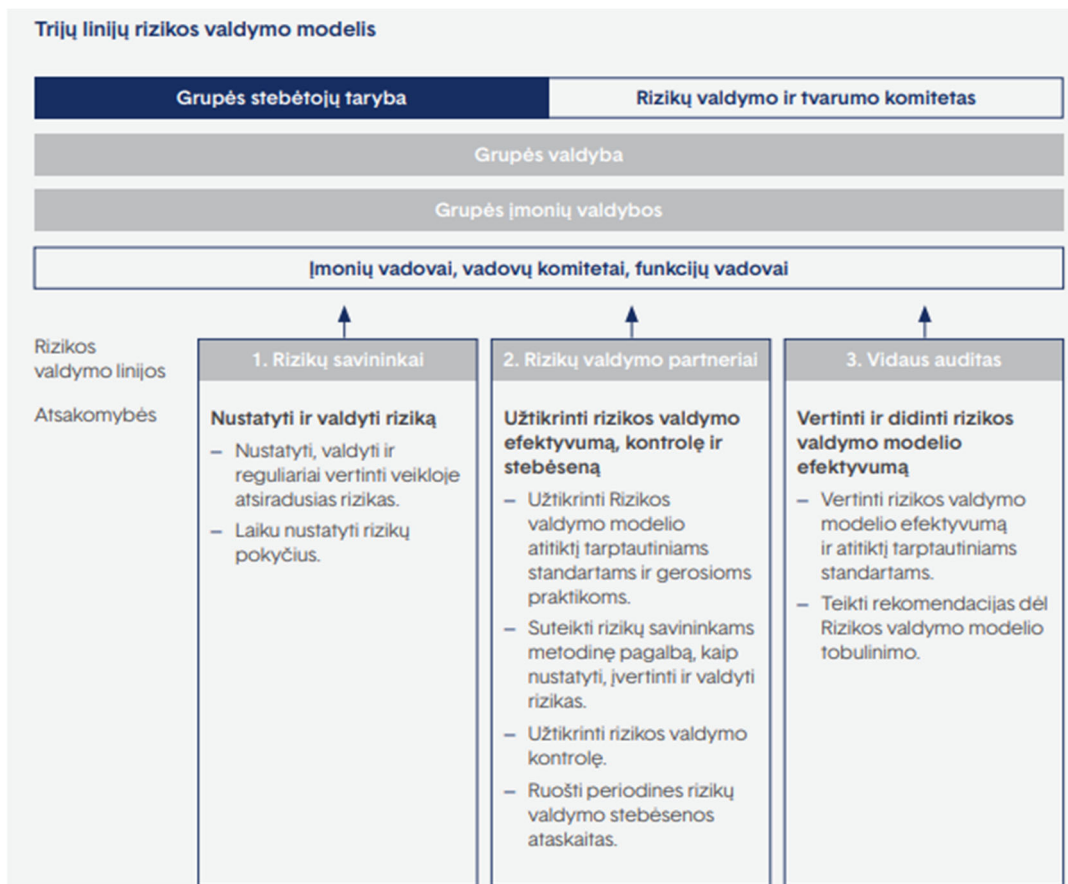 Trijų linijų rizikos valdymo modelis
Grupės stebėtojų taryba
Rizikų valdymo ir tvarumo komitetas
Grupės valdyba
Grupės įmonių valdybos
Įmonių vadovai, vadovų komitetai, funkcijų vadovai
Rizikos
valdymo linijos
Atsakomybės
1. Rizikų savininkai
Nustatyti ir valdyti riziką
– Nustatyti, valdyti ir
reguliariai vertinti veikloje
atsiradusias rizikas.
– Laiku nustatyti rizikų
pokyčius.
2. Rizikų valdymo partneriai
Užtikrinti rizikos valdymo
efektyvumą, kontrolę ir
stebėseną
– Užtikrinti Rizikos
valdymo modelio
atitiktį tarptautiniams
standartams ir gerosioms
praktikoms.
– Suteikti rizikų savininkams
metodinę pagalbą, kaip
nustatyti, įvertinti ir valdyti
rizikas.
– Užtikrinti rizikos valdymo
kontrolę.
– Ruošti periodines rizikų
valdymo stebėsenos
ataskaitas.
3. Vidaus auditas
Vertinti ir didinti rizikos
valdymo modelio
efektyvumą
– Vertinti rizikos valdymo
modelio efektyvumą
ir atitiktį tarptautiniams
standartams.
– Teikti rekomendacijas dėl
Rizikos valdymo modelio
tobulinimo.